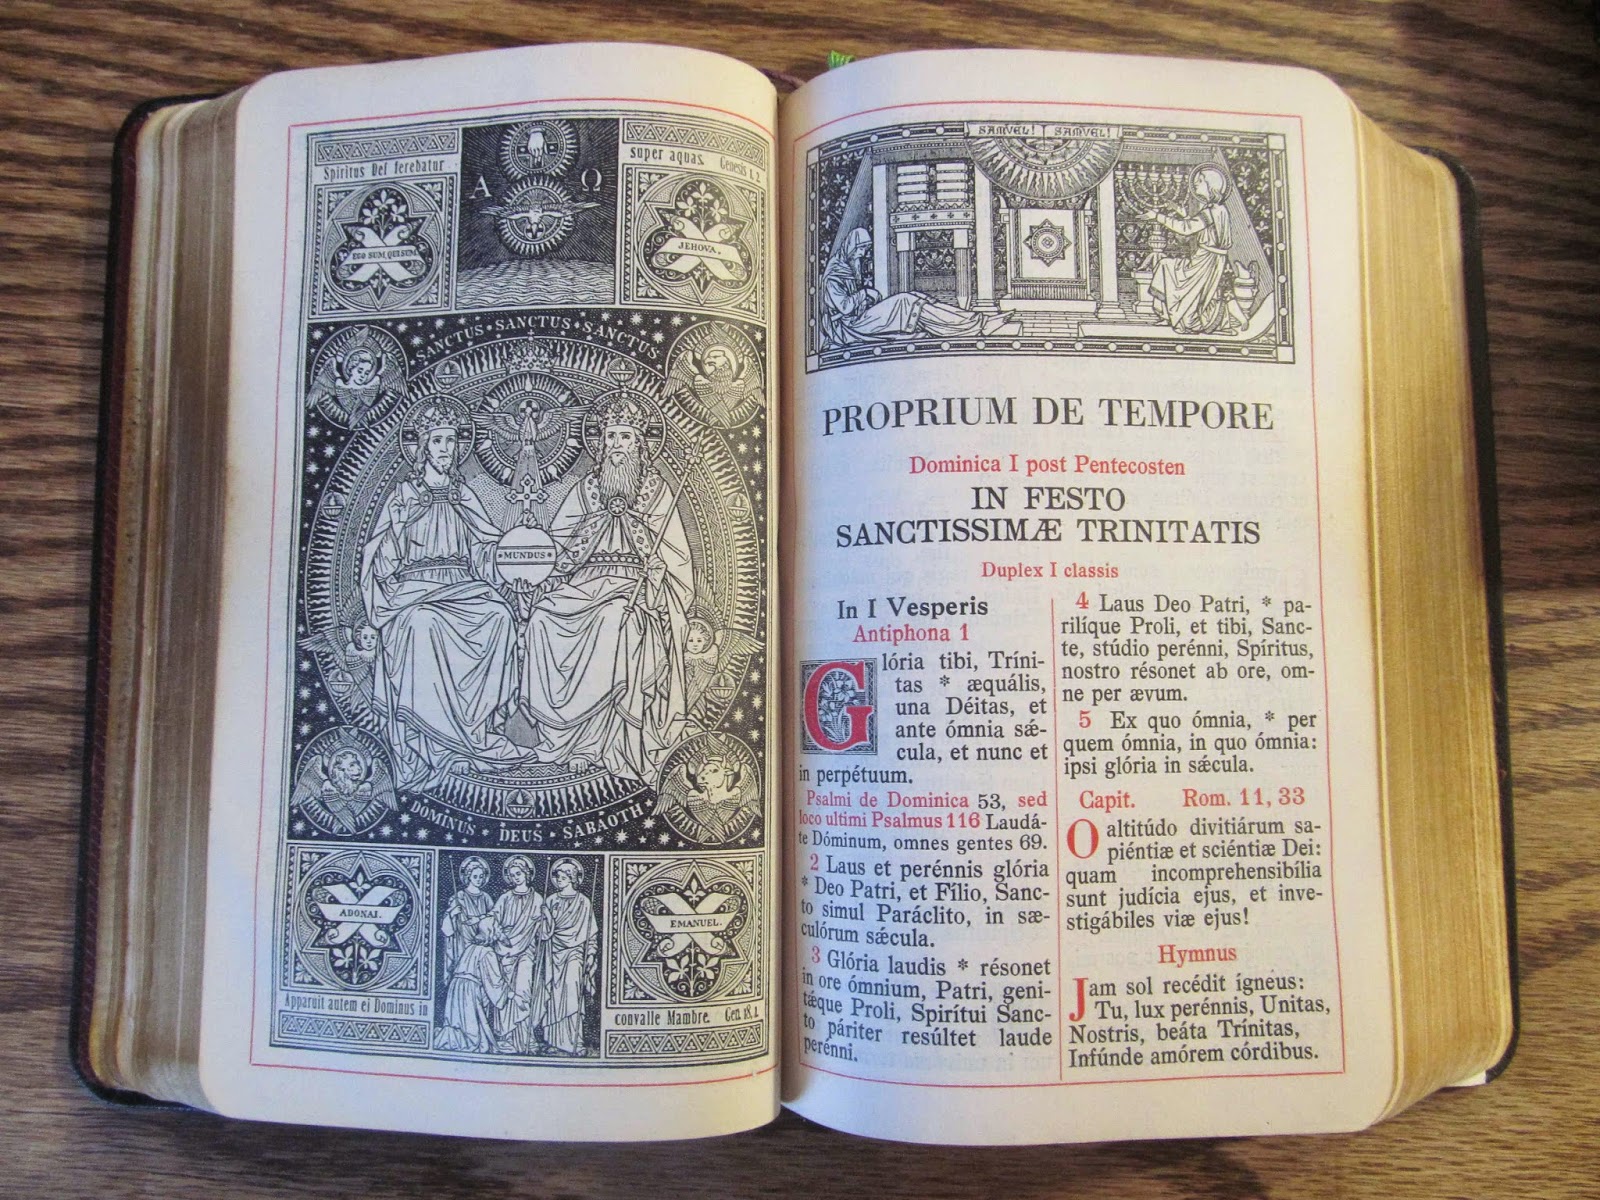 Spiritus Dei ferebatur
super aquas. Genesis 1. 2.
Α Ω
EGO SUM, QUI SUM.
JEHOVA.
SANCTUS • SANCTUS • SANCTUS
• MUNDUS •
DOMINUS • DEUS • SABAOTH •
ADONAI.
EMANUEL.
Apparuit autem ei Dominus in
convalle Mambre. Gen. 18. 1.
SAMVEL! SAMVEL!
PROPRIUM DE TEMPORE
Dominica I post Pentecosten
IN FESTO
SANCTISSIMÆ TRINITATIS
Duplex I classis
In I Vesperis
Antiphona 1
Glória tibi, Tríni-
tas * æquális,
una Déitas, et
ante ómnia sǽ-
cula, et nunc et
in perpétuum.
Psalmi de Dominica 53, sed
loco ultimi Psalmus 116 Laudá-
te Dóminum, omnes gentes 69.
2 Laus et perénnis glória
* Deo Patri, et Fílio, Sanc-
to simul Paráclito, in sæ-
culórum sǽcula.
3 Glória laudis * résonet
in ore ómnium, Patri, geni-
tǽque Proli, Spirítui Sanc-
to páriter resúltet laude
perénni.
4 Laus Deo Patri, * pa-
rilíque Proli, et tibi, Sanc-
te, stúdio perénni, Spíritus,
nostro résonet ab ore, om-
ne per ævum.
5 Ex quo ómnia, * per
quem ómnia, in quo ómnia:
ipsi glória in sǽcula.
Capit. Rom. 11, 33
O altitúdo divitiárum sa-
piéntiæ et sciéntiæ Dei:
quam incomprehensibília
sunt judícia ejus, et inve-
stigábiles viæ ejus!
Hymnus
Jam sol recédit ígneus:
Tu, lux perénnis, Unitas,
Nostris, beáta Trínitas,
Infúnde amórem córdibus.